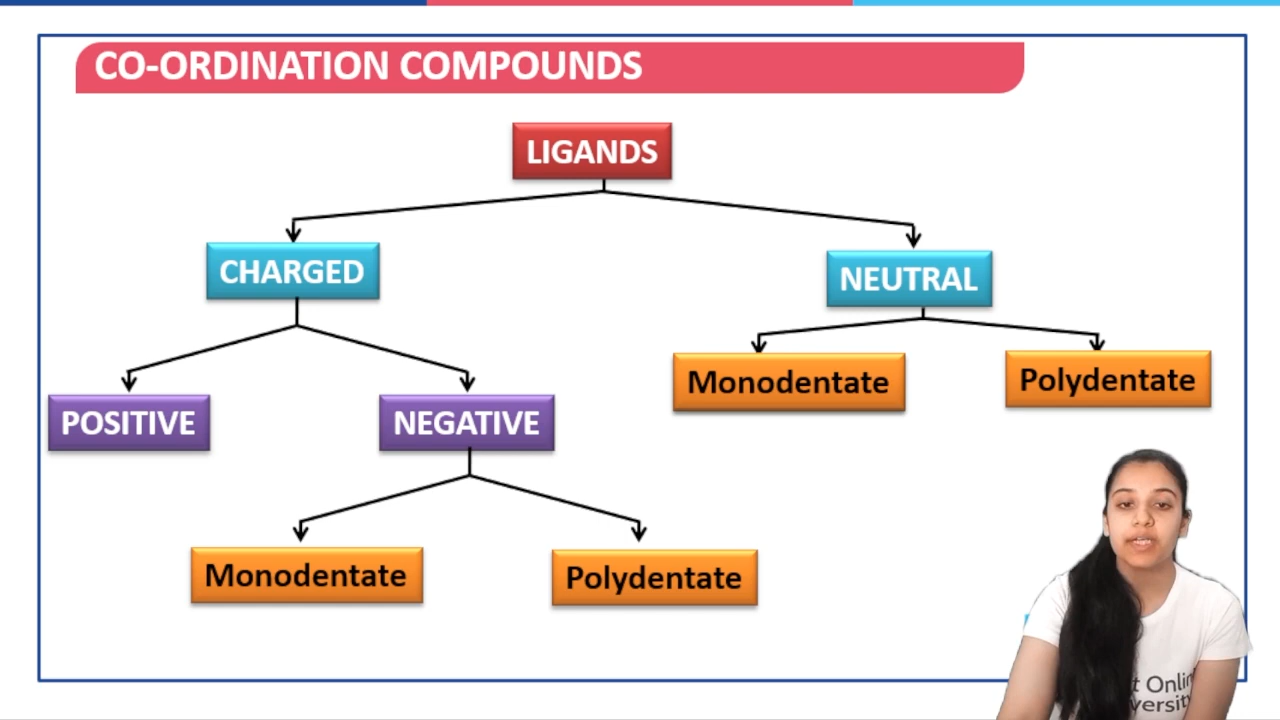 CO-ORDINATION COMPOUNDS
LIGANDS
CHARGED
NEUTRAL
Monodentate
Polydentate
POSITIVE
NEGATIVE
Monodentate
Polydentate